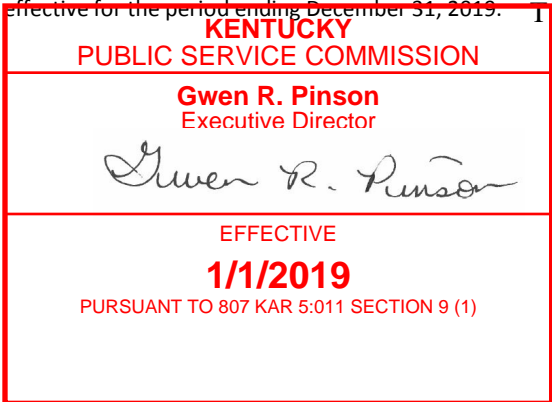 effective for the period ending December 31, 2019. T
KENTUCKY
PUBLIC SERVICE COMMISSION
Gwen R. Pinson
Executive Director
Gwen R. Pinson
EFFECTIVE
1/1/2019
PURSUANT TO 807 KAR 5:011 SECTION 9 (1)